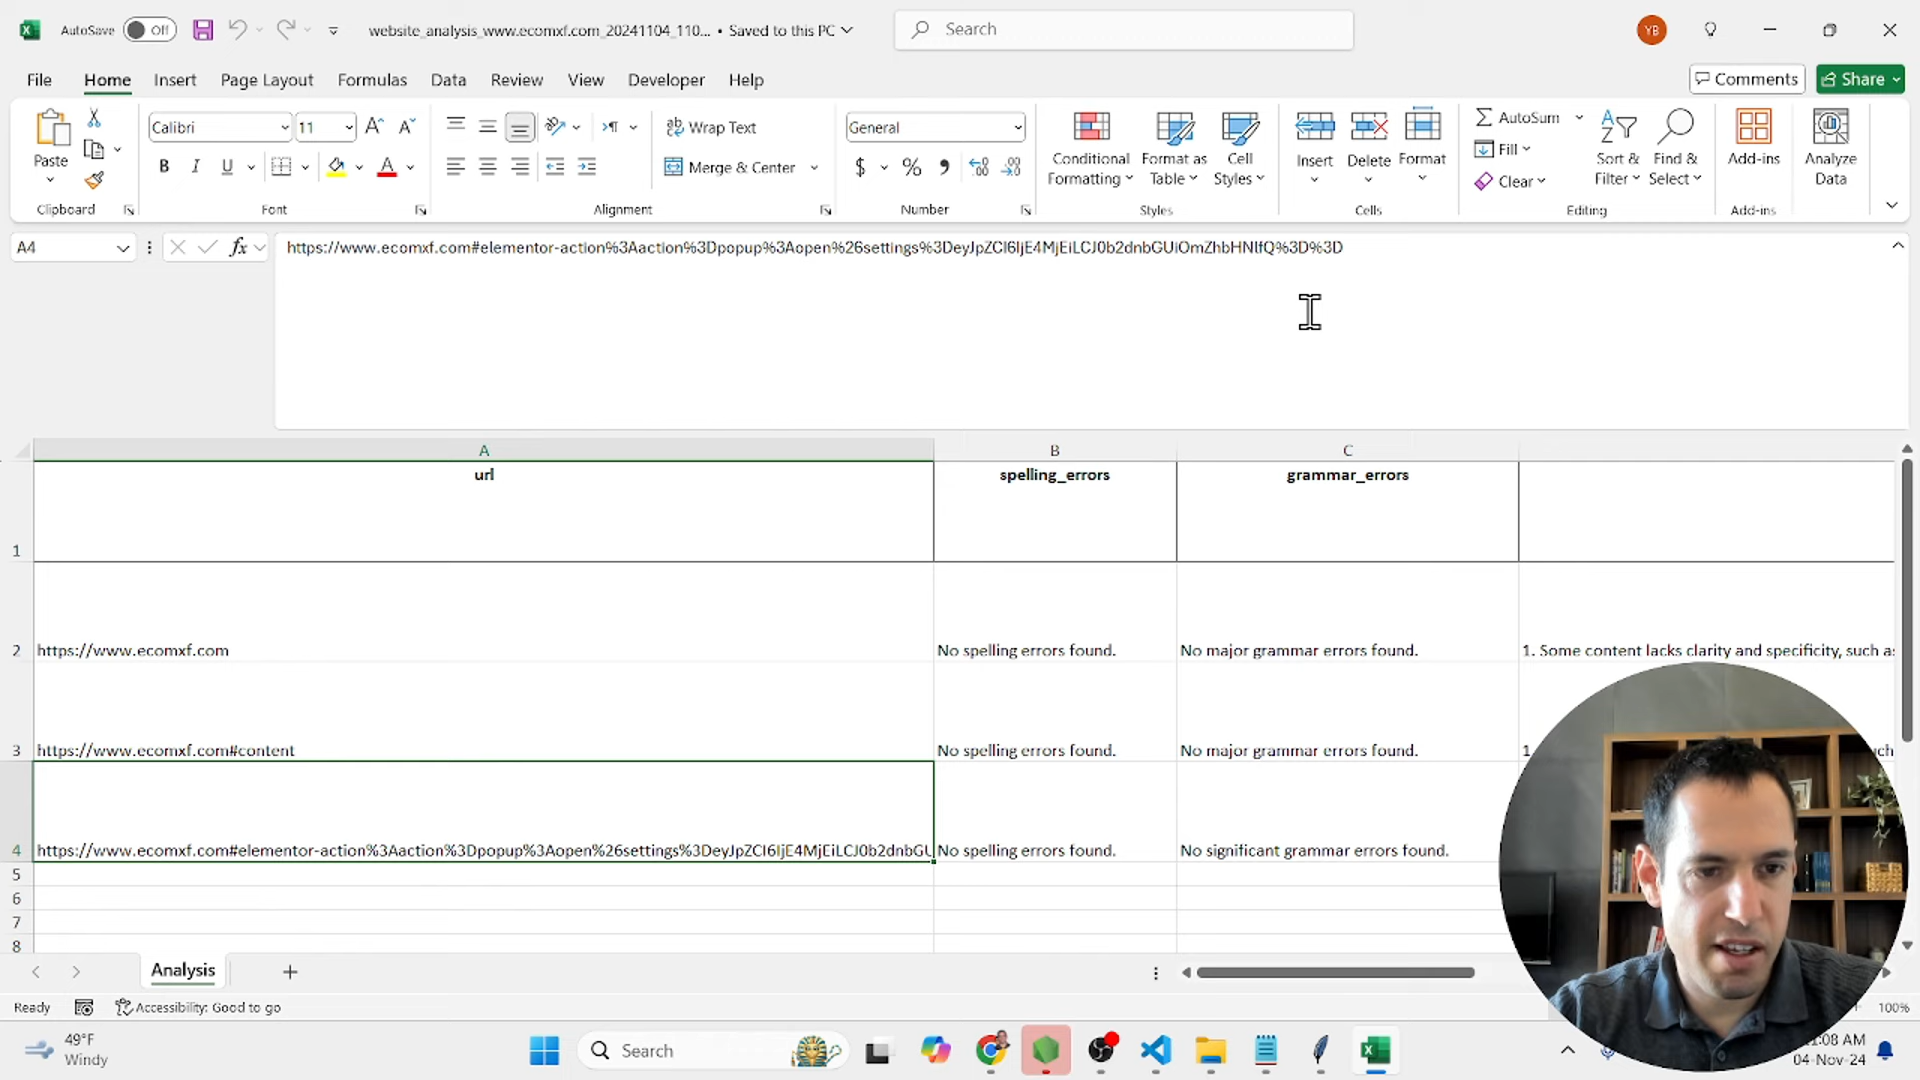 AutoSave
Off
website_analysis_www.ecomxf.com_20241104_110... • Saved to this PC
Search
YB
File
Home
Insert
Page Layout
Formulas
Data
Review
View
Developer
Help
Comments
Share
Paste
Clipboard
Calibri
11
B
I
U
Font
Wrap Text
Merge & Center
Alignment
General
$
%
Number
Conditional
Formatting
Format as
Table
Cell
Styles
Styles
Insert
Delete
Format
Cells
AutoSum
Fill
Clear
Sort &
Filter
Find &
Select
Editing
Add-ins
Add-ins
Analyze
Data
A4
fx
https://www.ecomxf.com#elementor-action%3Aaction%3Dpopup%3Aopen%26settings%3DeyJpZCI6IjE4MjEiLCJ0b2dnbGUiOmZhbHNlfQ%3D%3D
A
B
C
1
url
spelling_errors
grammar_errors
2
https://www.ecomxf.com
No spelling errors found.
No major grammar errors found.
1. Some content lacks clarity and specificity, such as
3
https://www.ecomxf.com#content
No spelling errors found.
No major grammar errors found.
4
https://www.ecomxf.com#elementor-action%3Aaction%3Dpopup%3Aopen%26settings%3DeyJpZCI6IjE4MjEiLCJ0b2dnbGU
No spelling errors found.
No significant grammar errors found.
5
6
7
8
Analysis
Ready
Accessibility: Good to go
100%
49°F
Windy
Search
:08 AM
04-Nov-24